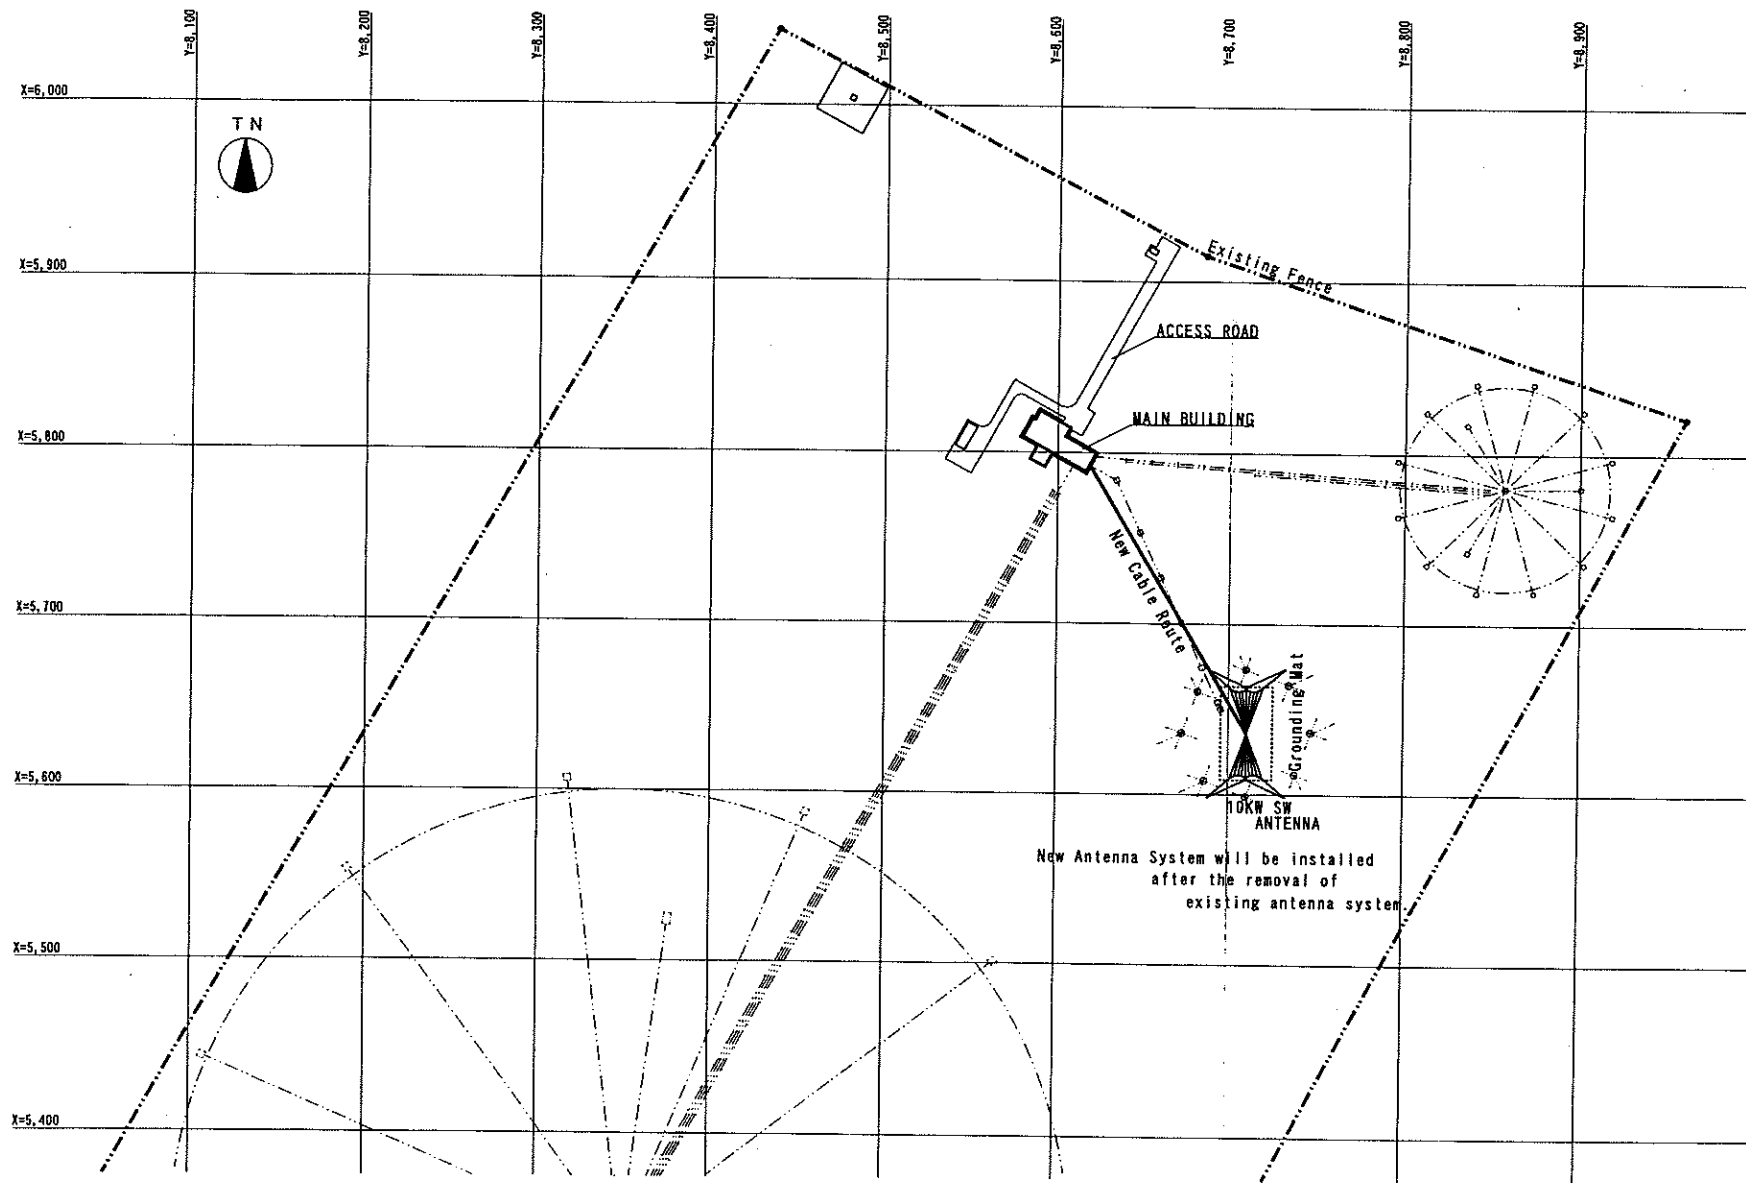 Y=8,100
Y=8,200
Y=8,300
Y=8,400
Y=8,500
Y=8,600
Y=8,700
Y=8,800
Y=8,900
X=6,000
T N
X=5,900
Existing Fence
ACCESS ROAD
MAIN BUILDING
X=5,800
New Cable Route
X=5,700
Grounding Mat
X=5,600
10KW SW
ANTENNA
New Antenna System will be installed
after the removal of
existing antenna system.
X=5,500
X=5,400